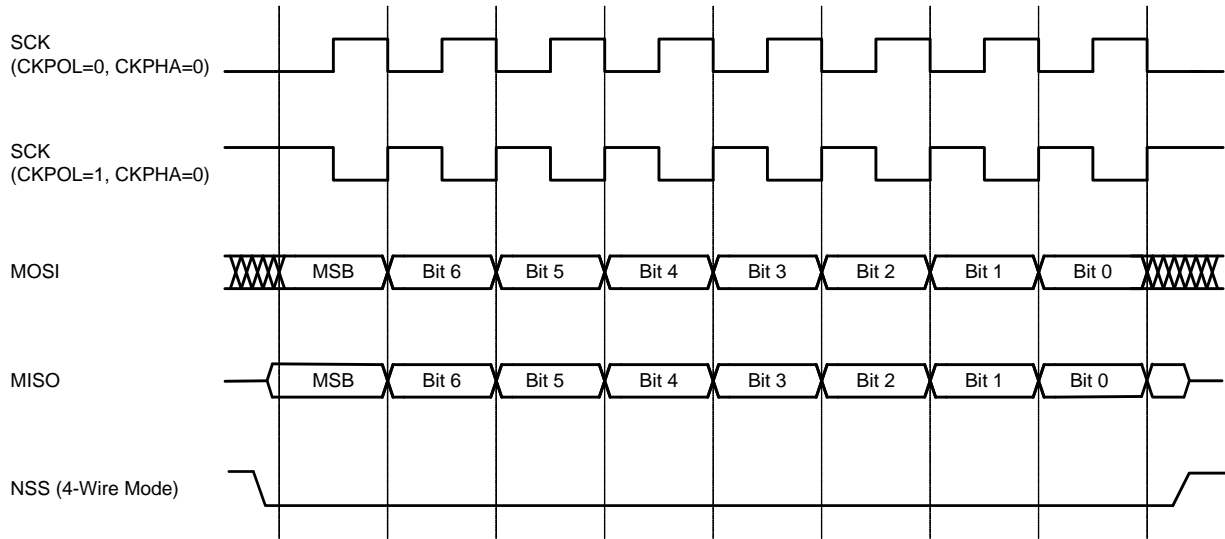 SCK
(CKPOL=0, CKPHA=0)
SCK
(CKPOL=1, CKPHA=0)
MOSI
MSB Bit 6 Bit 5 Bit 4 Bit 3 Bit 2 Bit 1 Bit 0
MISO
MSB Bit 6 Bit 5 Bit 4 Bit 3 Bit 2 Bit 1 Bit 0
NSS (4-Wire Mode)